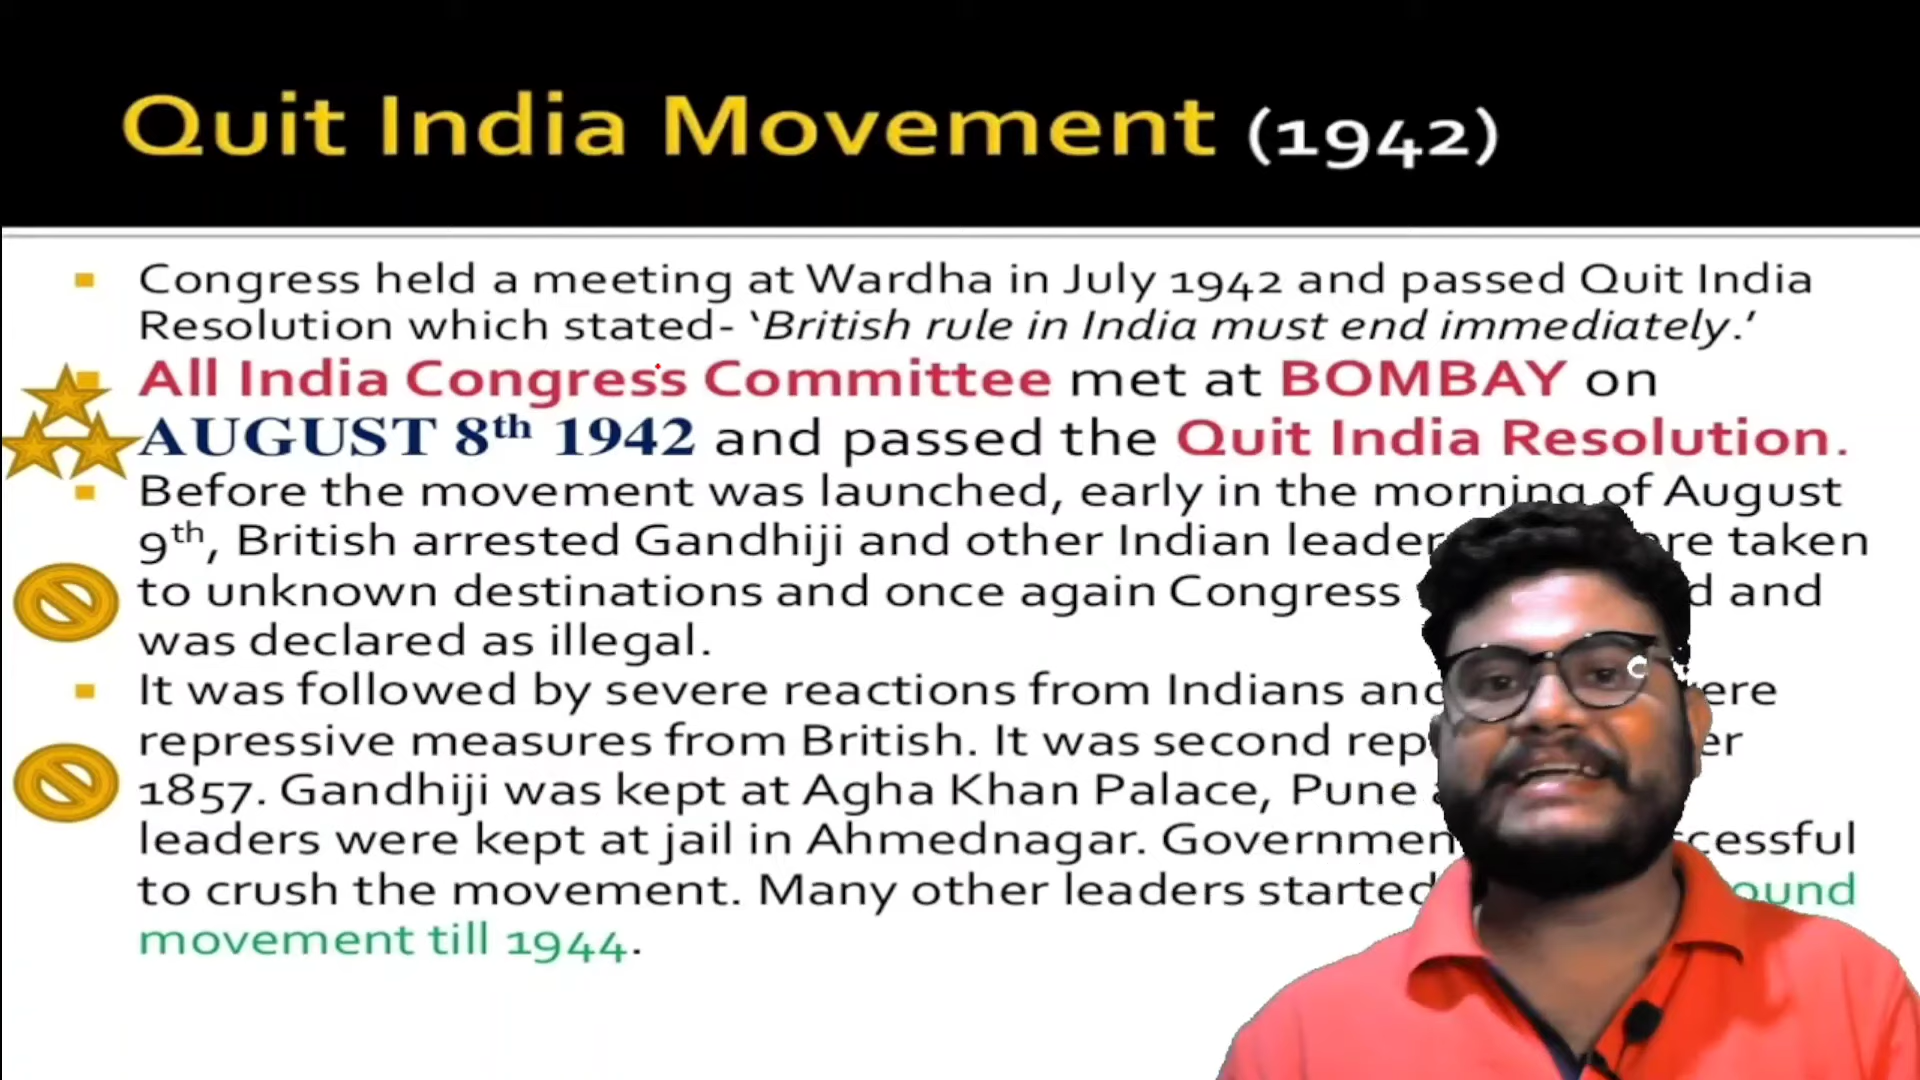 Quit India Movement (1942)
Congress held a meeting at Wardha in July 1942 and passed Quit India
Resolution which stated- ‘British rule in India must end immediately.’
All India Congress Committee met at BOMBAY on
AUGUST 8th 1942 and passed the Quit India Resolution.
Before the movement was launched, early in the morning of August
9th, British arrested Gandhiji and other Indian taken
to unknown destinations and once again Congress and
was declared as illegal.
It was followed by severe reactions from Indians
repressive measures from British. It was second
1857. Gandhiji was kept at Agha Khan Palace, Pune
leaders were kept at jail in Ahmednagar.
to crush the movement. Many other leaders started
movement till 1944.